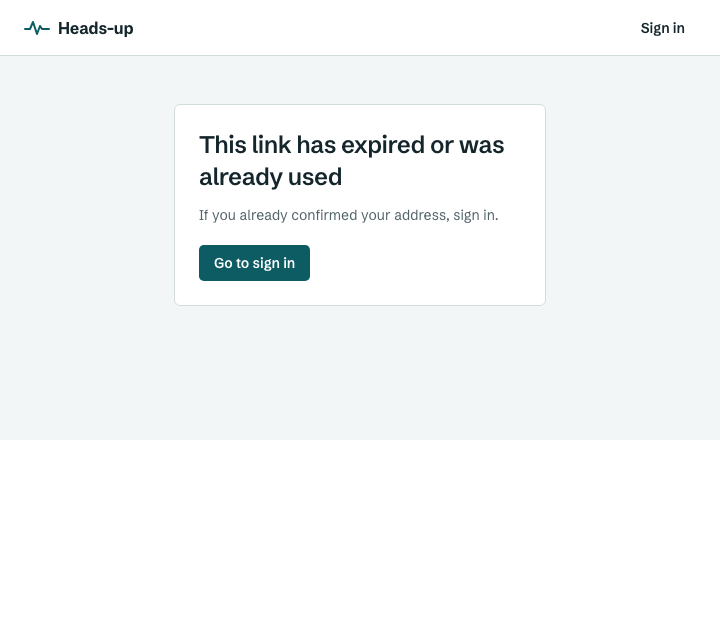 Heads-up
Sign in
This link has expired or was
already used
If you already confirmed your address, sign in.
Go to sign in